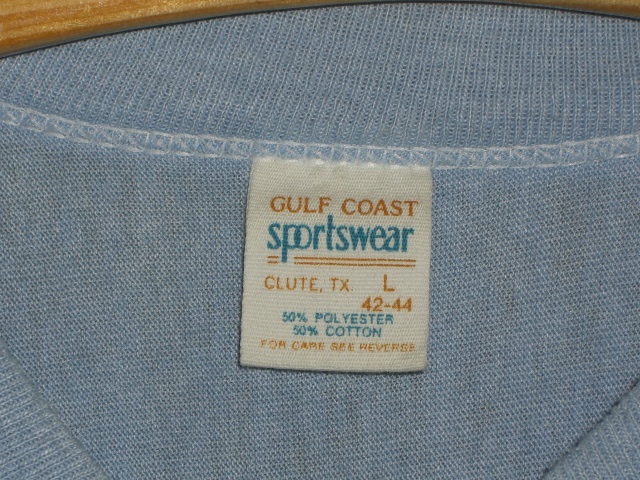 GULF COAST
sportswear
CLUTE, TX. L
42-44
50% POLYESTER
50% COTTON
FOR CARE SEE REVERSE